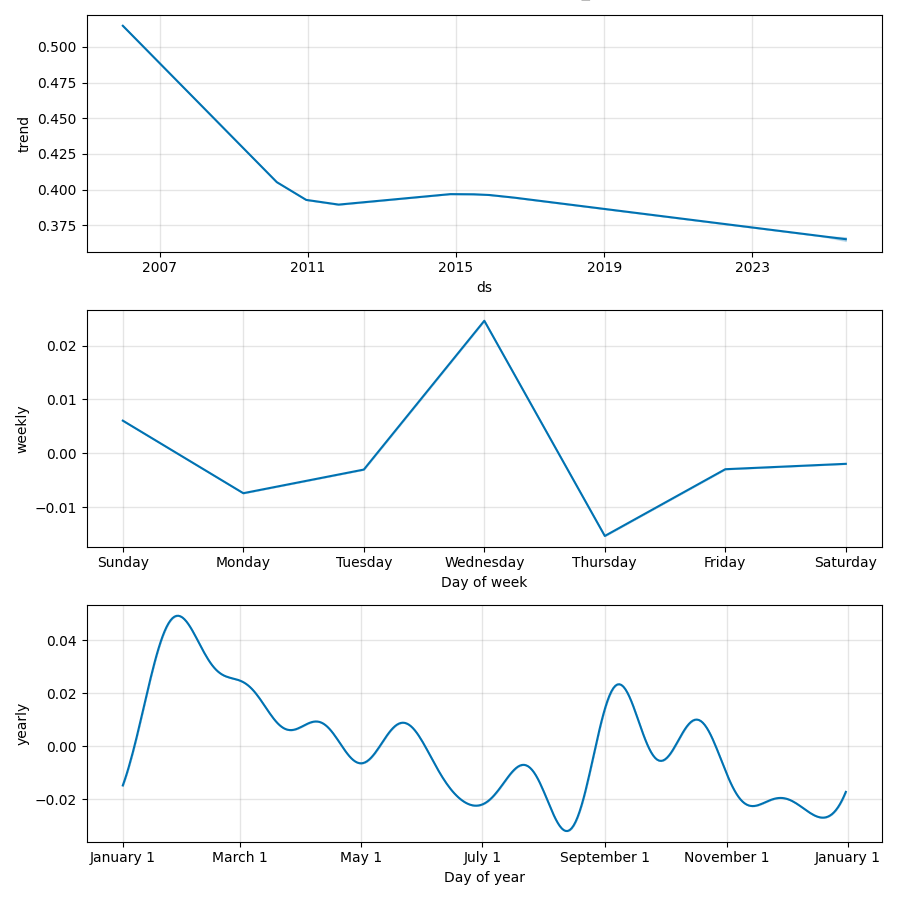 0.500
0.475
0.450
0.425
0.400
0.375
trend
2007 2011 2015 2019 2023
ds
0.02
0.01
0.00
−0.01
weekly
Sunday Monday Tuesday Wednesday Thursday Friday Saturday
Day of week
0.04
0.02
0.00
−0.02
yearly
January 1 March 1 May 1 July 1 September 1 November 1 January 1
Day of year